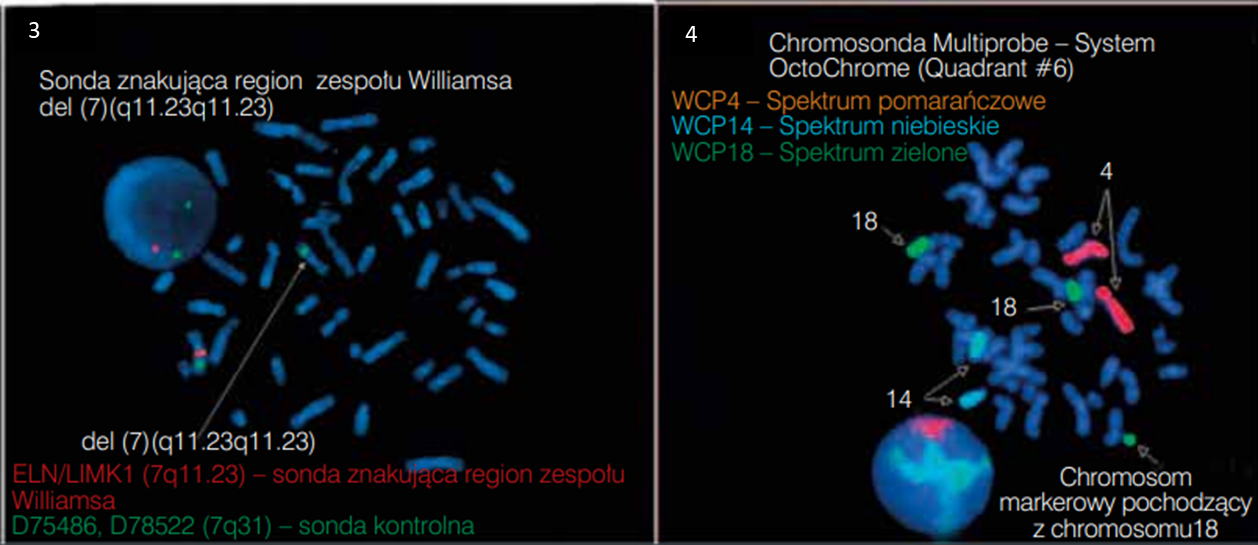 3
Sonda znakująca region zespołu Williamsa
del (7)(q11.23q11.23)
del (7)(q11.23q11.23)
ELN/LIMK1 (7q11.23) – sonda znakująca region zespołu
Williamsa
D75486, D78522 (7q31) – sonda kontrolna
4
Chromosonda Multiprobe – System
OctoChrome (Quadrant #6)
WCP4 – Spektrum pomarańczowe
WCP14 – Spektrum niebieskie
WCP18 – Spektrum zielone
4
18
18
14
Chromosom
markerowy pochodzący
z chromosomu18